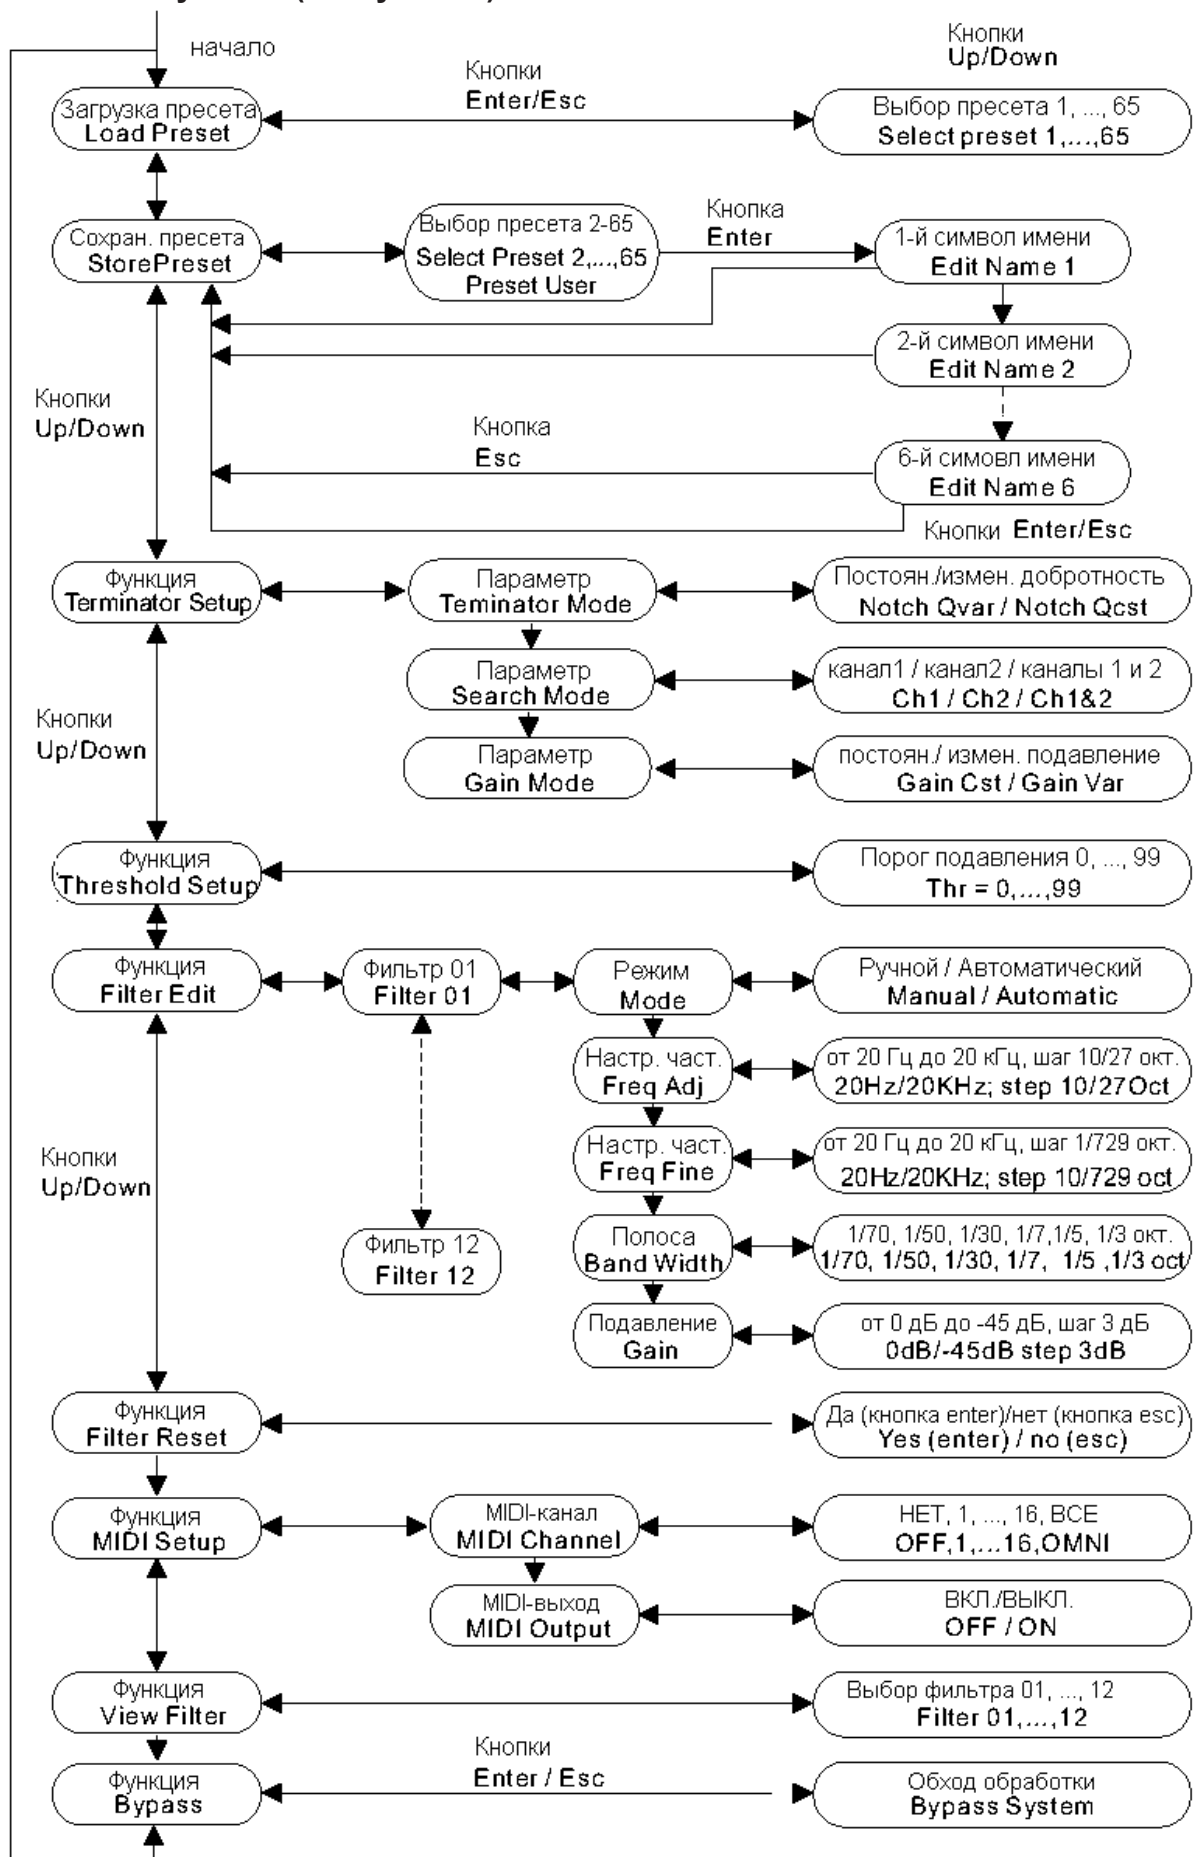 начало
Кнопки
Up/Down
Кнопки
Enter/Esc
Загрузка пресета
Load Preset
Выбор пресета 1, ..., 65
Select preset 1,...,65
Сохран. пресета
StorePreset
Выбор пресета 2-65
Select Preset 2,...,65
Preset User
Кнопка
Enter
1-й символ имени
Edit Name 1
2-й символ имени
Edit Name 2
Кнопки
Up/Down
Кнопка
Esc
6-й симовл имени
Edit Name 6
Кнопки Enter/Esc
Функция
Terminator Setup
Параметр
Teminator Mode
Постоян./измен. добротность
Notch Qvar / Notch Qcst
Параметр
Search Mode
канал1 / канал2 / каналы 1 и 2
Ch1 / Ch2 / Ch1&2
Кнопки
Up/Down
Параметр
Gain Mode
постоян./ измен. подавление
Gain Cst / Gain Var
Функция
Threshold Setup
Порог подавления 0, ..., 99
Thr = 0,...,99
Функция
Filter Edit
Фильтр 01
Filter 01
Режим
Mode
Ручной / Автоматический
Manual / Automatic
Настр. част.
Freq Adj
от 20 Гц до 20 кГц, шаг 10/27 окт.
20Hz/20KHz; step 10/27Oct
Кнопки
Up/Down
Настр. част.
Freq Fine
от 20 Гц до 20 кГц, шаг 1/729 окт.
20Hz/20KHz; step 10/729 oct
Фильтр 12
Filter 12
Полоса
Band Width
1/70, 1/50, 1/30, 1/7,1/5, 1/3 окт.
1/70, 1/50, 1/30, 1/7, 1/5 ,1/3 oct
Подавление
Gain
от 0 дБ до -45 дБ, шаг 3 дБ
0dB/-45dB step 3dB
Функция
Filter Reset
Да (кнопка enter)/нет (кнопка esc)
Yes (enter) / no (esc)
Функция
MIDI Setup
MIDI-канал
MIDI Channel
НЕТ, 1, ..., 16, ВСЕ
OFF,1,...16,OMNI
MIDI-выход
MIDI Output
ВКЛ./ВЫКЛ.
OFF / ON
Функция
View Filter
Выбор фильтра 01, ..., 12
Filter 01,...,12
Кнопки
Enter / Esc
Функция
Bypass
Обход обработки
Bypass System